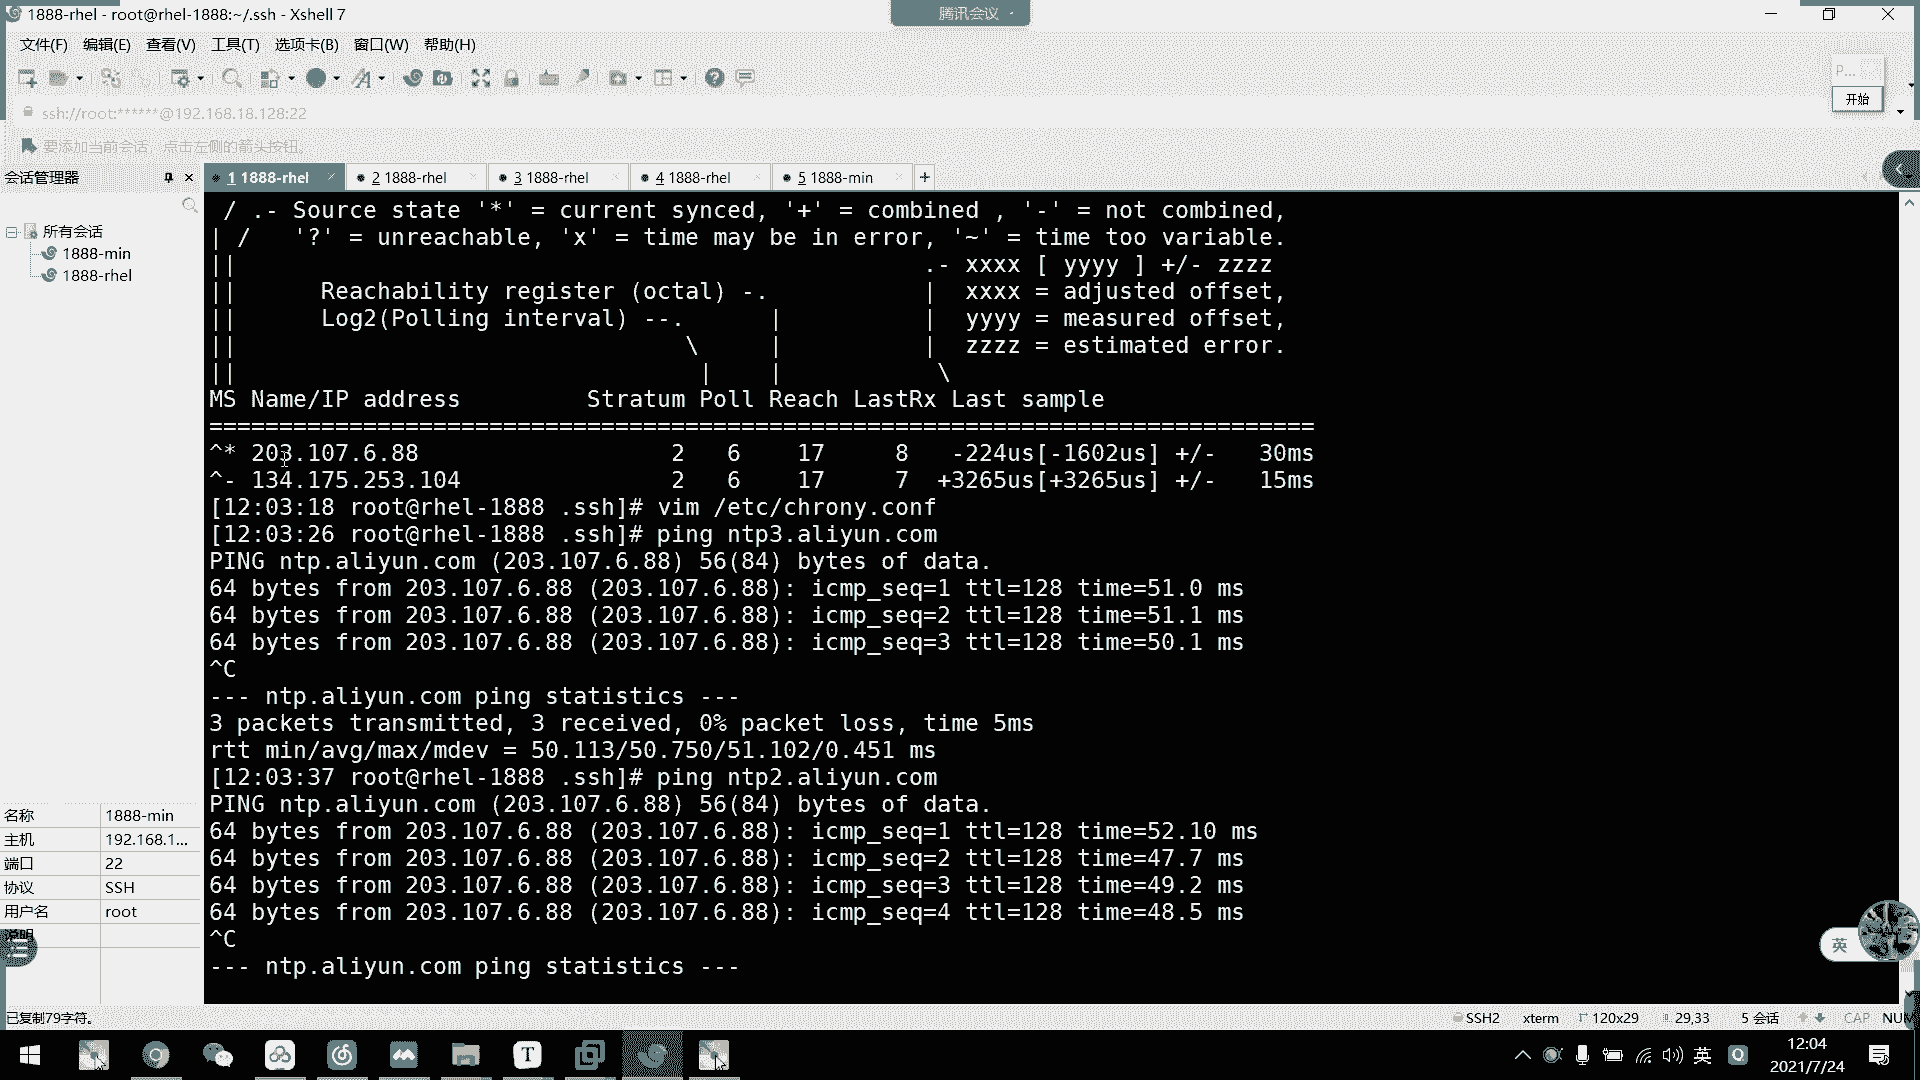 1888-rhel - root@rhel-1888:~/.ssh - Xshell 7
腾讯会议
文件(F) 编辑(E) 查看(V) 工具(T) 选项卡(B) 窗口(W) 帮助(H)
P...
开始
ssh://root:******@192.168.18.128:22
要添加当前会话，点击左侧的箭头按钮。
会话管理器
1 1888-rhel
2 1888-rhel
3 1888-rhel
4 1888-rhel
5 1888-min
所有会话
1888-min
1888-rhel
/ .- Source state '*' = current synced, '+' = combined , '-' = not combined,
| /   '?' = unreachable, 'x' = time may be in error, '~' = time too variable.
||                                                 .- xxxx [ yyyy ] +/- zzzz
||      Reachability register (octal) -.           |  xxxx = adjusted offset,
||      Log2(Polling interval) --.      |          |  yyyy = measured offset,
||                                \     |          |  zzzz = estimated error.
||                                 |    |           \
MS Name/IP address         Stratum Poll Reach LastRx Last sample
===============================================================================
^* 203.107.6.88                  2   6    17     8   -224us[-1602us] +/-   30ms
^- 134.175.253.104               2   6    17     7  +3265us[+3265us] +/-   15ms
[12:03:18 root@rhel-1888 .ssh]# vim /etc/chrony.conf
[12:03:26 root@rhel-1888 .ssh]# ping ntp3.aliyun.com
PING ntp.aliyun.com (203.107.6.88) 56(84) bytes of data.
64 bytes from 203.107.6.88 (203.107.6.88): icmp_seq=1 ttl=128 time=51.0 ms
64 bytes from 203.107.6.88 (203.107.6.88): icmp_seq=2 ttl=128 time=51.1 ms
64 bytes from 203.107.6.88 (203.107.6.88): icmp_seq=3 ttl=128 time=50.1 ms
^C
--- ntp.aliyun.com ping statistics ---
3 packets transmitted, 3 received, 0% packet loss, time 5ms
rtt min/avg/max/mdev = 50.113/50.750/51.102/0.451 ms
[12:03:37 root@rhel-1888 .ssh]# ping ntp2.aliyun.com
PING ntp.aliyun.com (203.107.6.88) 56(84) bytes of data.
64 bytes from 203.107.6.88 (203.107.6.88): icmp_seq=1 ttl=128 time=52.10 ms
64 bytes from 203.107.6.88 (203.107.6.88): icmp_seq=2 ttl=128 time=47.7 ms
64 bytes from 203.107.6.88 (203.107.6.88): icmp_seq=3 ttl=128 time=49.2 ms
64 bytes from 203.107.6.88 (203.107.6.88): icmp_seq=4 ttl=128 time=48.5 ms
^C
--- ntp.aliyun.com ping statistics ---
名称 1888-min
主机 192.168.1...
端口 22
协议 SSH
用户名 root
说明
英
已复制79字符。
SSH2 xterm 120x29 29,33 5 会话 CAP NUM
英
12:04
2021/7/24